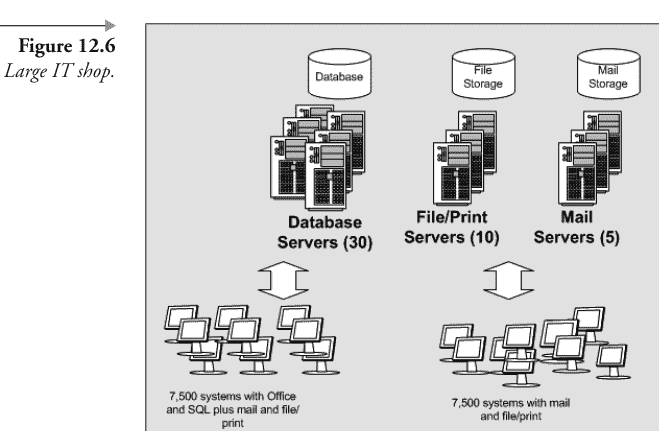 Figure 12.6
Large IT shop.
Database
File
Storage
Mail
Storage
Database
Servers (30)
File/Print
Servers (10)
Mail
Servers (5)
7,500 systems with Office
and SQL plus mail and file/
print
7,500 systems with mail
and file/print